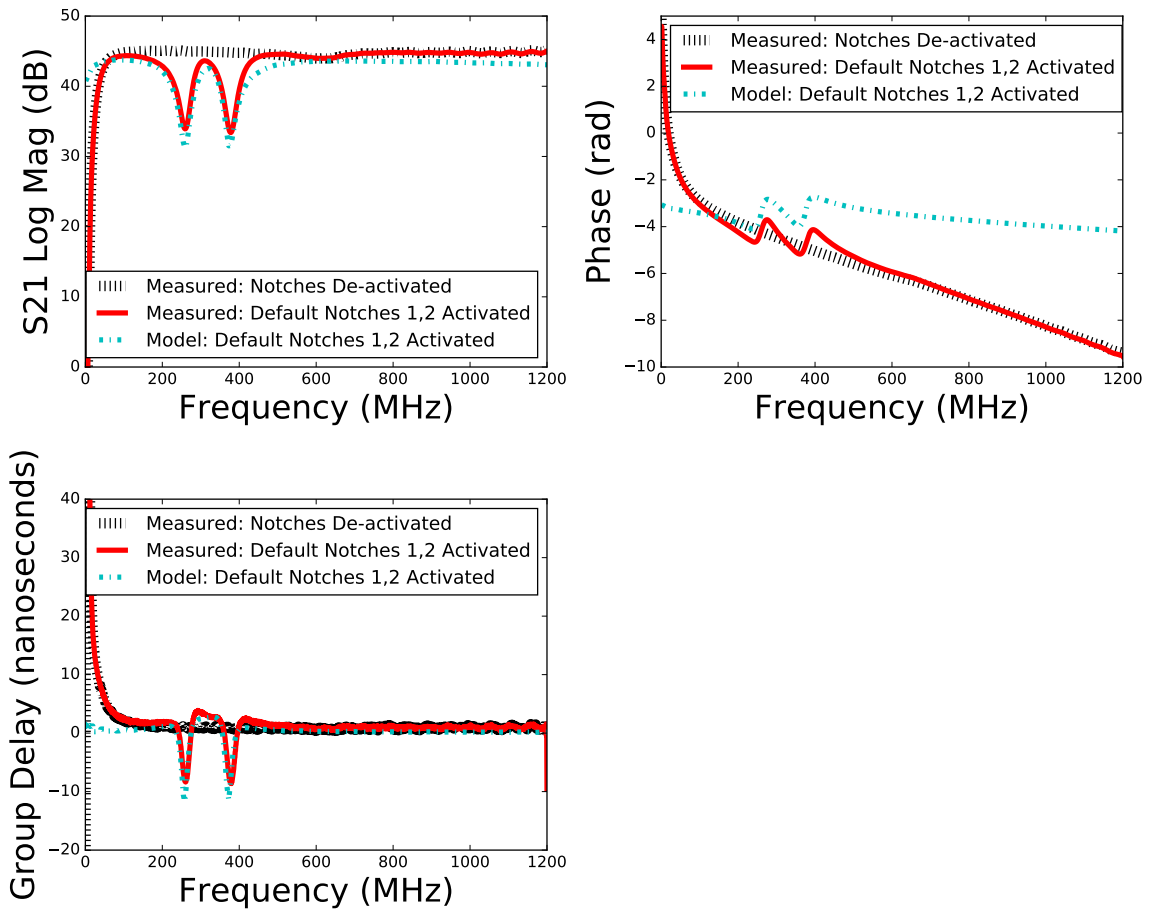 S21 Log Mag (dB)
50
40
30
20
10
0
Measured: Notches De-activated
Measured: Default Notches 1,2 Activated
Model: Default Notches 1,2 Activated
0 200 400 600 800 1000 1200
Frequency (MHz)
Phase (rad)
4
2
0
−2
−4
−6
−8
−10
Measured: Notches De-activated
Measured: Default Notches 1,2 Activated
Model: Default Notches 1,2 Activated
0 200 400 600 800 1000 1200
Frequency (MHz)
Group Delay (nanoseconds)
40
30
20
10
0
−10
−20
Measured: Notches De-activated
Measured: Default Notches 1,2 Activated
Model: Default Notches 1,2 Activated
0 200 400 600 800 1000 1200
Frequency (MHz)